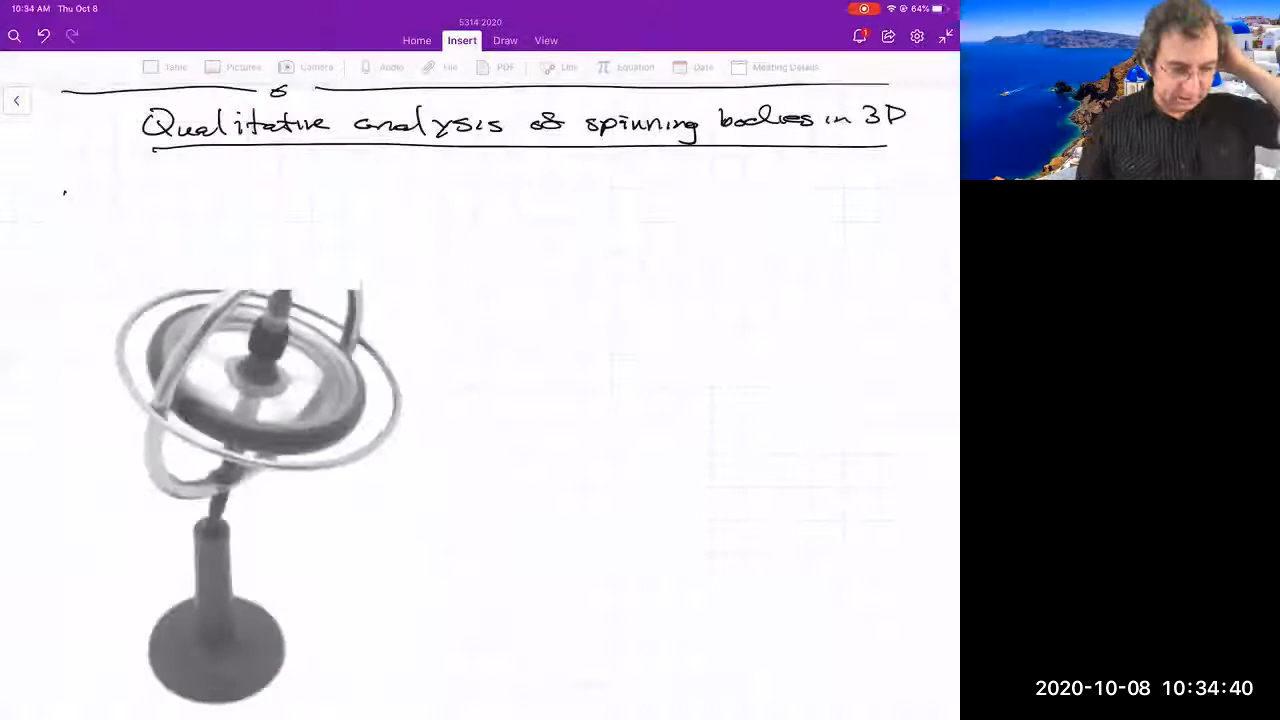 10:34 AM Thu Oct 8
64%
5314 2020
Home Insert Draw View
1
Table Pictures Camera Audio File PDF Link Equation Date Meeting Details
Qualitative analysis of spinning bodies in 3D
2020-10-08 10:34:40